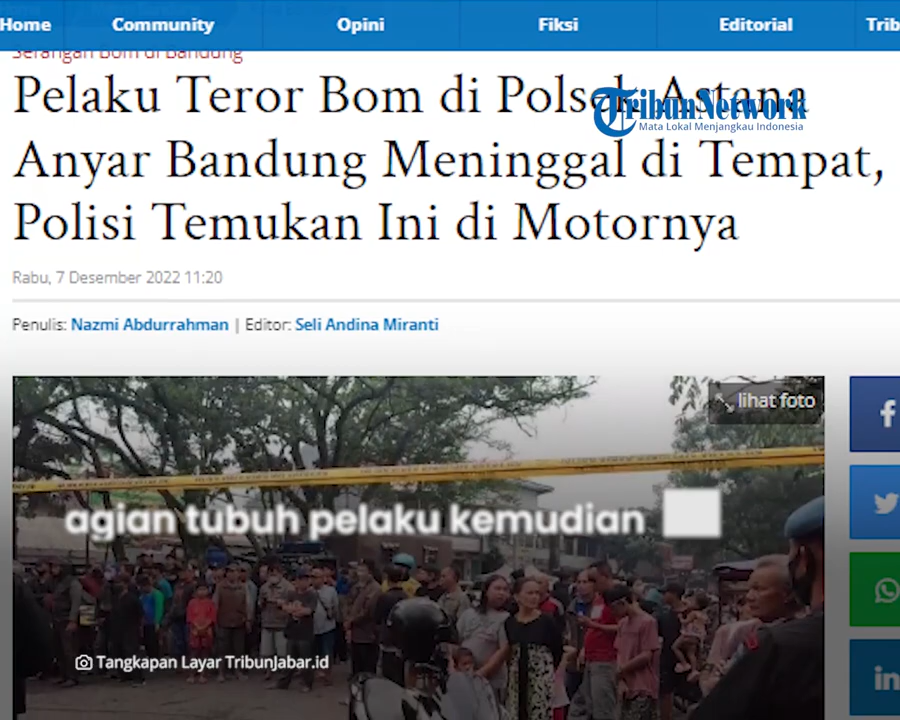 Home Community Opini Fiksi Editorial Trib
Serangan Bom di Bandung
Pelaku Teror Bom di Polsek Astana
TribunNetwork
Mata Lokal Menjangkau Indonesia
Anyar Bandung Meninggal di Tempat,
Polisi Temukan Ini di Motornya
Rabu, 7 Desember 2022 11:20
Penulis: Nazmi Abdurrahman | Editor: Seli Andina Miranti
lihat foto
agian tubuh pelaku kemudian
Tangkapan Layar TribunJabar.id